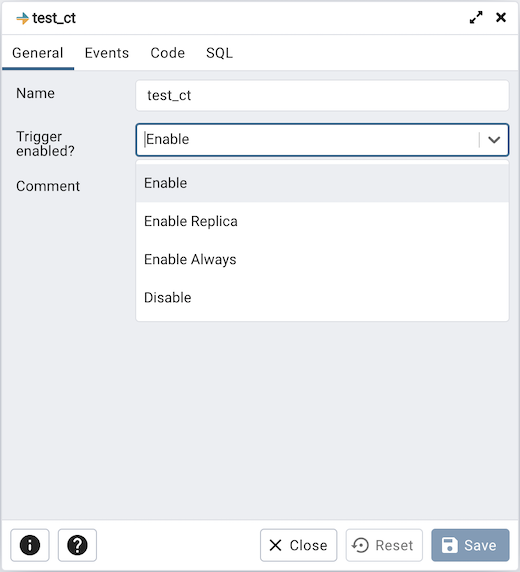 test_ct
General Events Code SQL
Name test_ct
Trigger enabled? Enable
Comment
Enable
Enable Replica
Enable Always
Disable
Close Reset Save